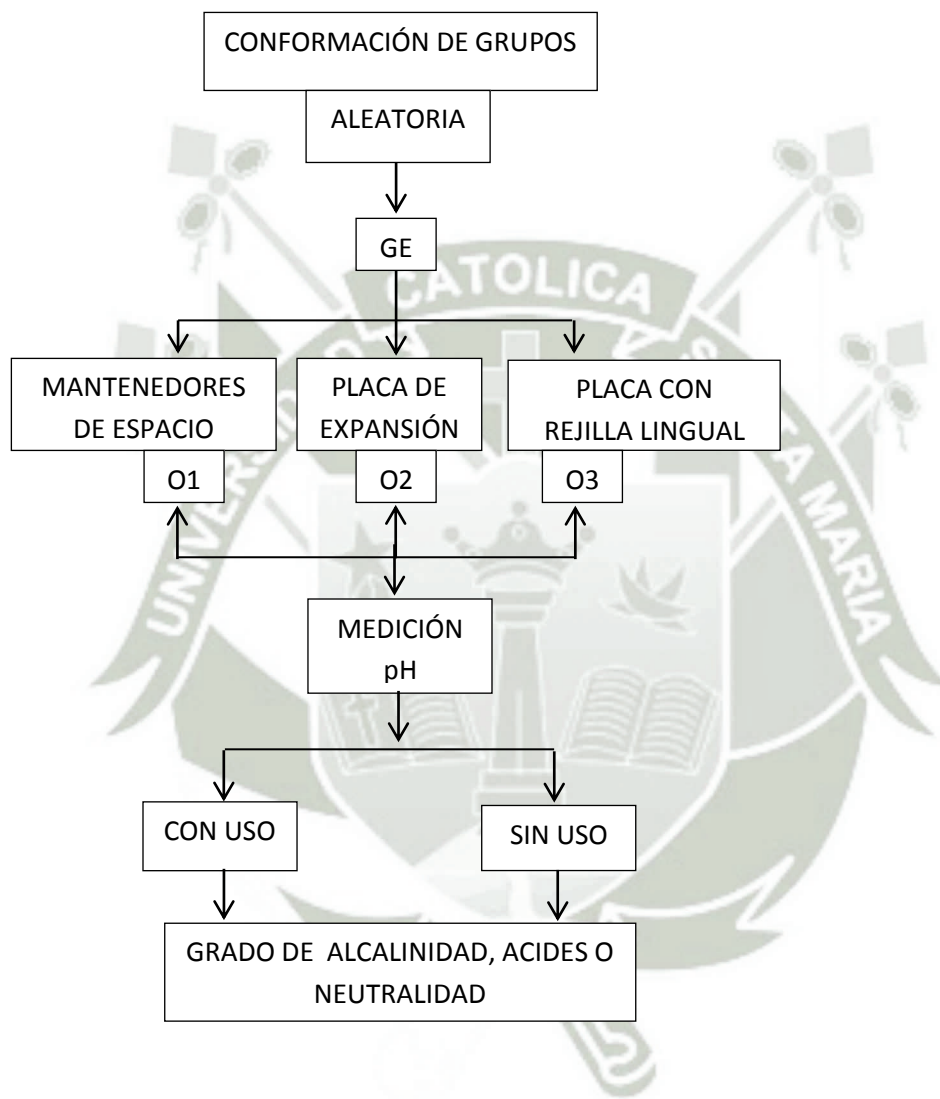 CONFORMACIÓN DE GRUPOS
ALEATORIA
GE
MANTENEDORES
DE ESPACIO
PLACA DE
EXPANSIÓN
PLACA CON
REJILLA LINGUAL
O1
O2
O3
MEDICIÓN
pH
CON USO
SIN USO
GRADO DE ALCALINIDAD, ACIDES O
NEUTRALIDAD
CATOLICA